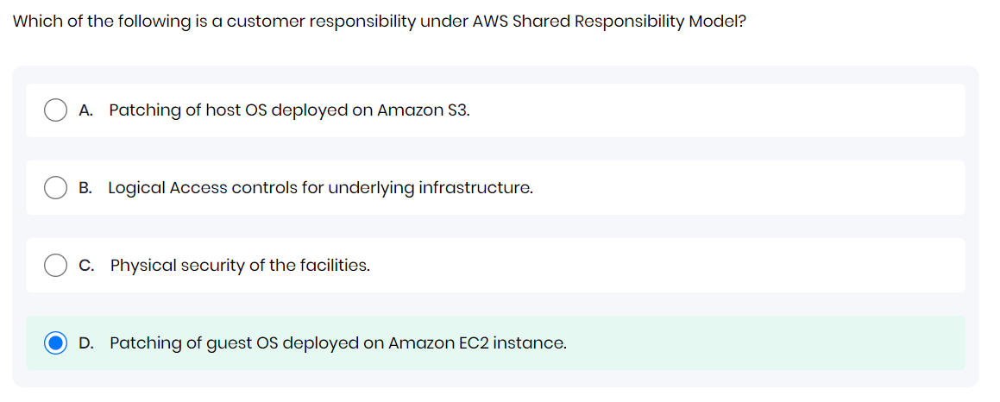 Which of the following is a customer responsibility under AWS Shared Responsibility Model?
A. Patching of host OS deployed on Amazon S3.
B. Logical Access controls for underlying infrastructure.
C. Physical security of the facilities.
D. Patching of guest OS deployed on Amazon EC2 instance.